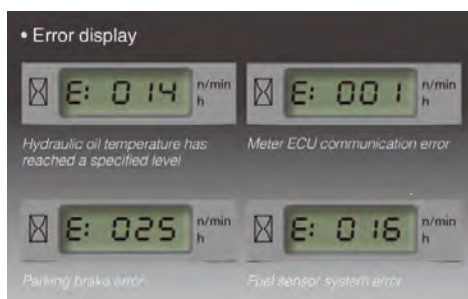 • Error display
E: 014 n/min h
E: 001 n/min h
Hydraulic oil temperature has
reached a specified level
Meter ECU communication error
E: 025 n/min h
E: 016 n/min h
Parking brake error
Fuel sensor system error